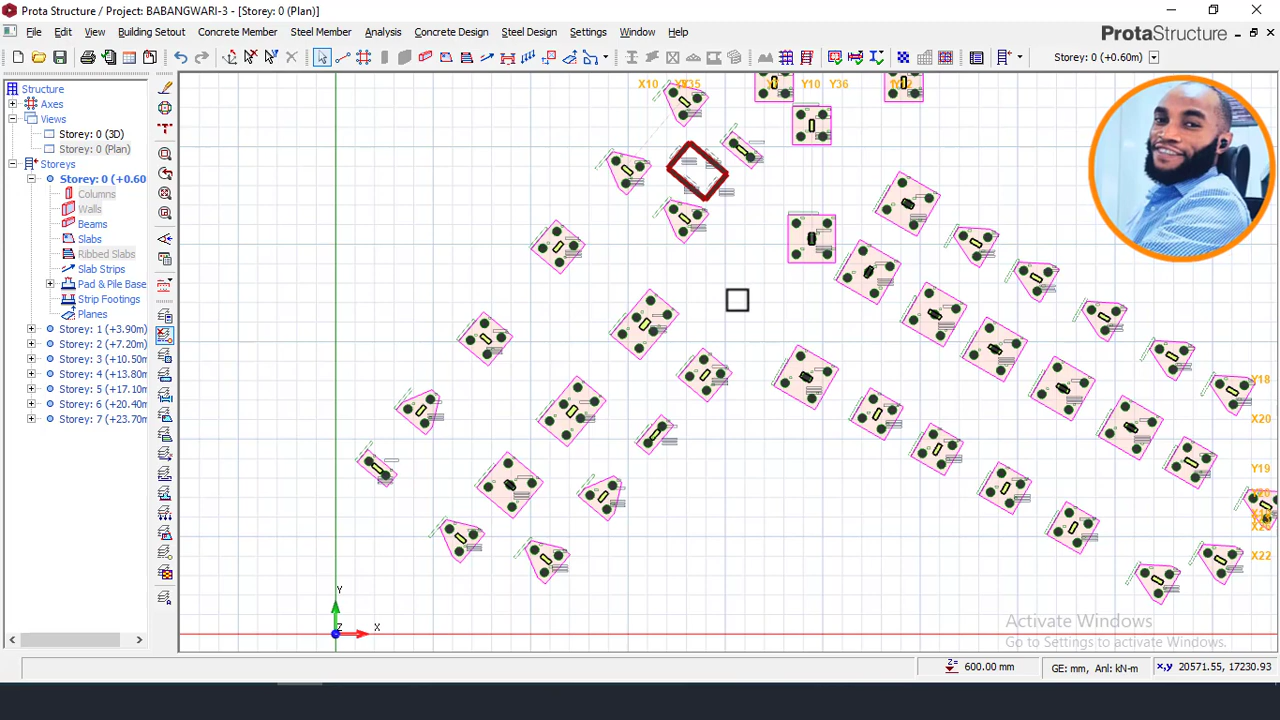 Prota Structure / Project: BABANGWARI-3 - [Storey: 0 (Plan)]
File Edit View Building Setout Concrete Member Steel Member Analysis Concrete Design Steel Design Settings Window Help
ProtaStructure
Storey: 0 (+0.60m)
Structure
Axes
Views
Storey: 0 (3D)
Storey: 0 (Plan)
Storeys
Storey: 0 (+0.60
Columns
Walls
Beams
Slabs
Ribbed Slabs
Slab Strips
Pad & Pile Base
Strip Footings
Planes
Storey: 1 (+3.90m
Storey: 2 (+7.20m
Storey: 3 (+10.50m
Storey: 4 (+13.80m
Storey: 5 (+17.10m
Storey: 6 (+20.40m
Storey: 7 (+23.70m
X10 Y35 Y10 Y36
Y18
X20
Y19
X22
Y
Z X
Activate Windows
Go to Settings to activate Windows.
Z= 600.00 mm GE: mm, Anl: kN-m x,y 20571.55, 17230.93